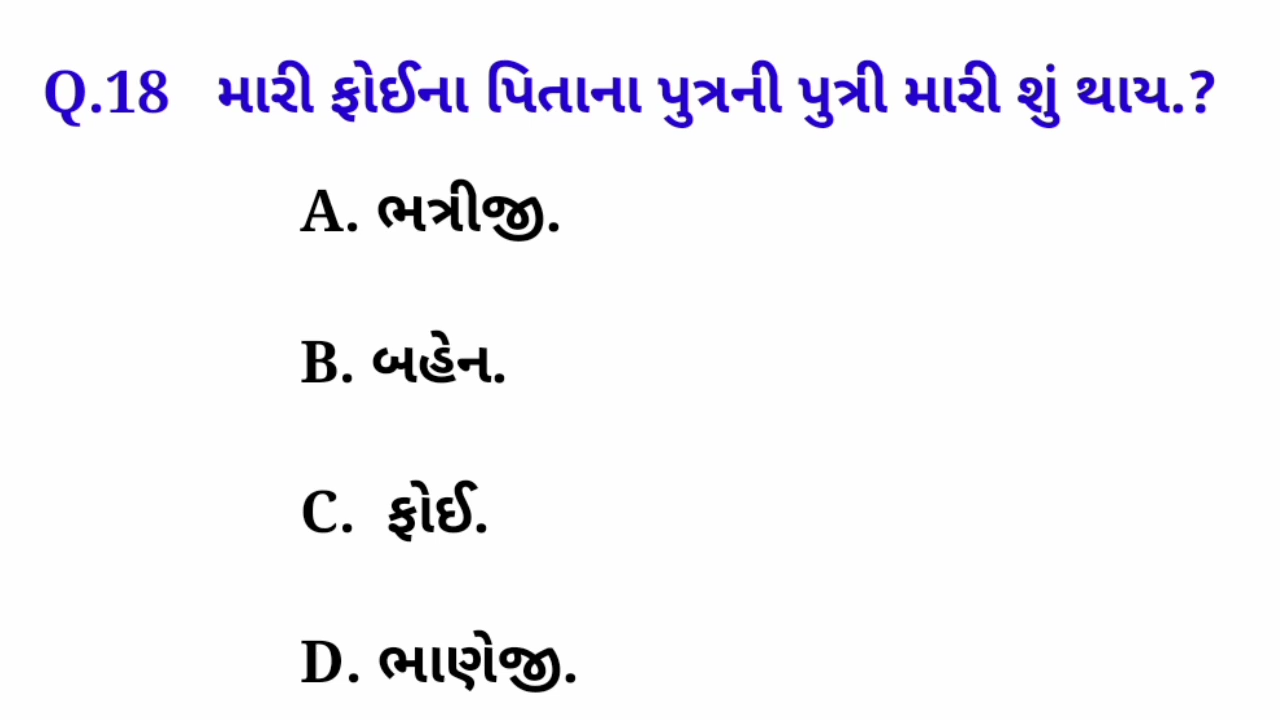 Q.18 મારી ફોઈના પિતાના પુત્રની પુત્રી મારી શું થાય.?
A. ભત્રીજી.
B. બહેન.
C. ફોઈ.
D. ભાણેજી.